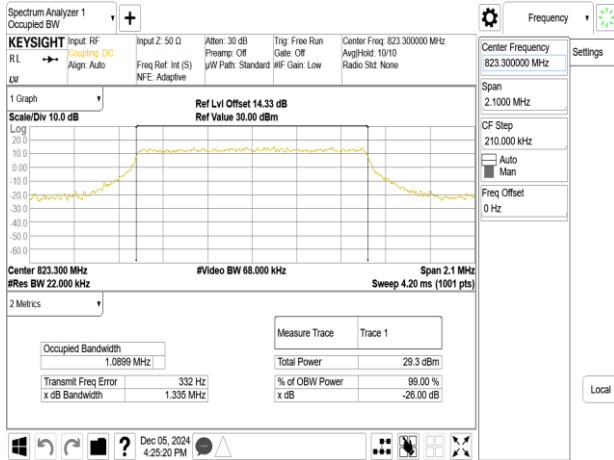 Spectrum Analyzer 1
Occupied BW
Frequency
KEYSIGHT
RL
Input: RF
Coupling: DC
Align: Auto
Input Z: 50 Ω
Freq Ref: Int (S)
NFE: Adaptive
Atten: 30 dB
Preamp: Off
µW Path: Standard
Trig: Free Run
Gate: Off
#IF Gain: Low
Center Freq: 823.300000 MHz
Avg|Hold: 10/10
Radio Std: None
Center Frequency
823.300000 MHz
Settings
Span
2.1000 MHz
CF Step
210.000 kHz
Auto
Man
Freq Offset
0 Hz
Local
1 Graph
Scale/Div 10.0 dB
Ref Lvl Offset 14.33 dB
Ref Value 30.00 dBm
Log
20.0
10.0
0.00
-10.0
-20.0
-30.0
-40.0
-50.0
-60.0
Center 823.300 MHz
#Video BW 68.000 kHz
Span 2.1 MHz
#Res BW 22.000 kHz
Sweep 4.20 ms (1001 pts)
2 Metrics
Measure Trace
Trace 1
Occupied Bandwidth
1.0899 MHz
Total Power
29.3 dBm
Transmit Freq Error
332 Hz
% of OBW Power
99.00 %
x dB Bandwidth
1.335 MHz
x dB
-26.00 dB
?
Dec 05, 2024
4:25:20 PM